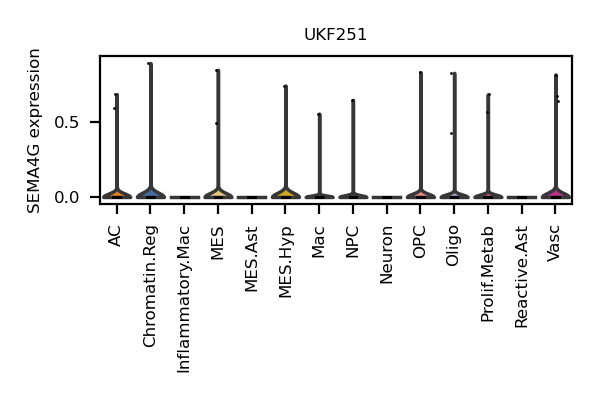 UKF251
SEMA4G expression
0.5
0.0
AC
Chromatin.Reg
Inflammatory.Mac
MES
MES.Ast
MES.Hyp
Mac
NPC
Neuron
OPC
Oligo
Prolif.Metab
Reactive.Ast
Vasc